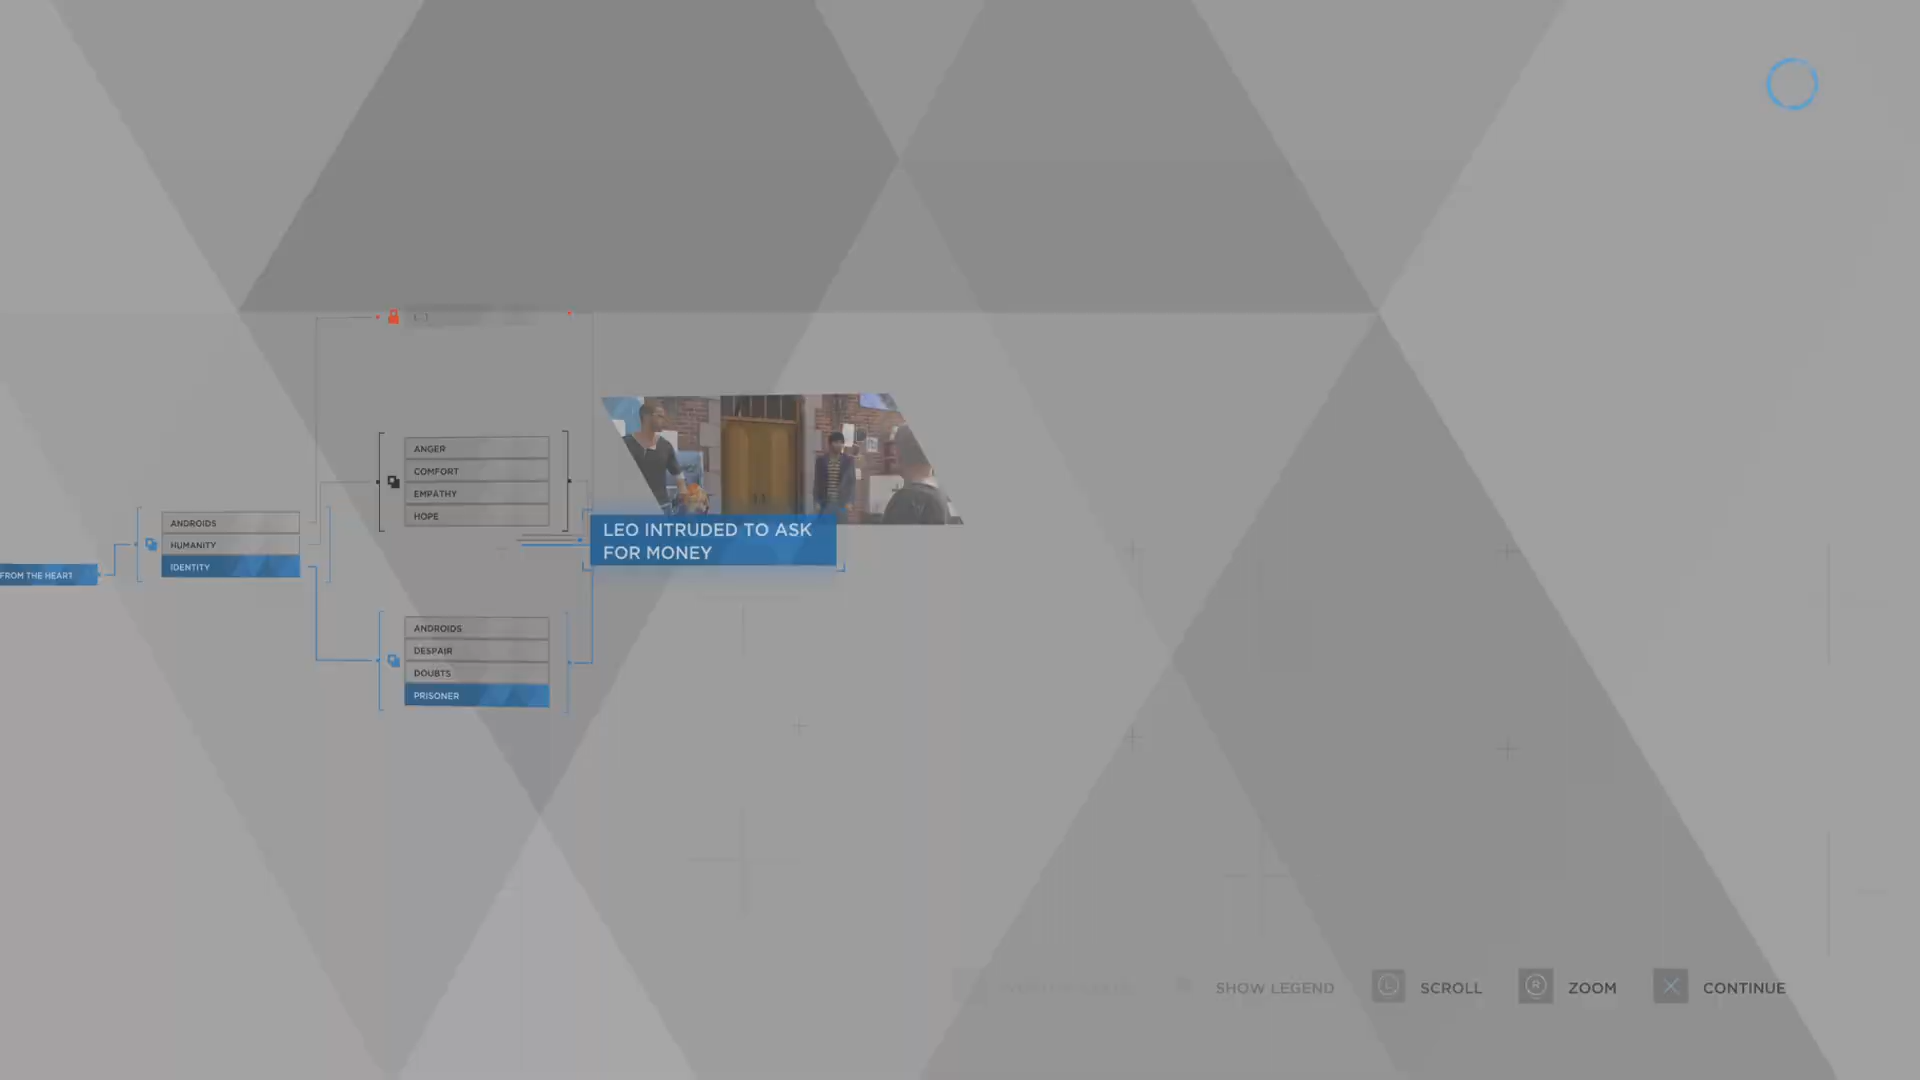 [...]
ANGER
COMFORT
EMPATHY
HOPE
ANDROIDS
HUMANITY
IDENTITY
FROM THE HEART
LEO INTRUDED TO ASK
FOR MONEY
ANDROIDS
DESPAIR
DOUBTS
PRISONER
SHOW LEGEND
L
SCROLL
R
ZOOM
CONTINUE